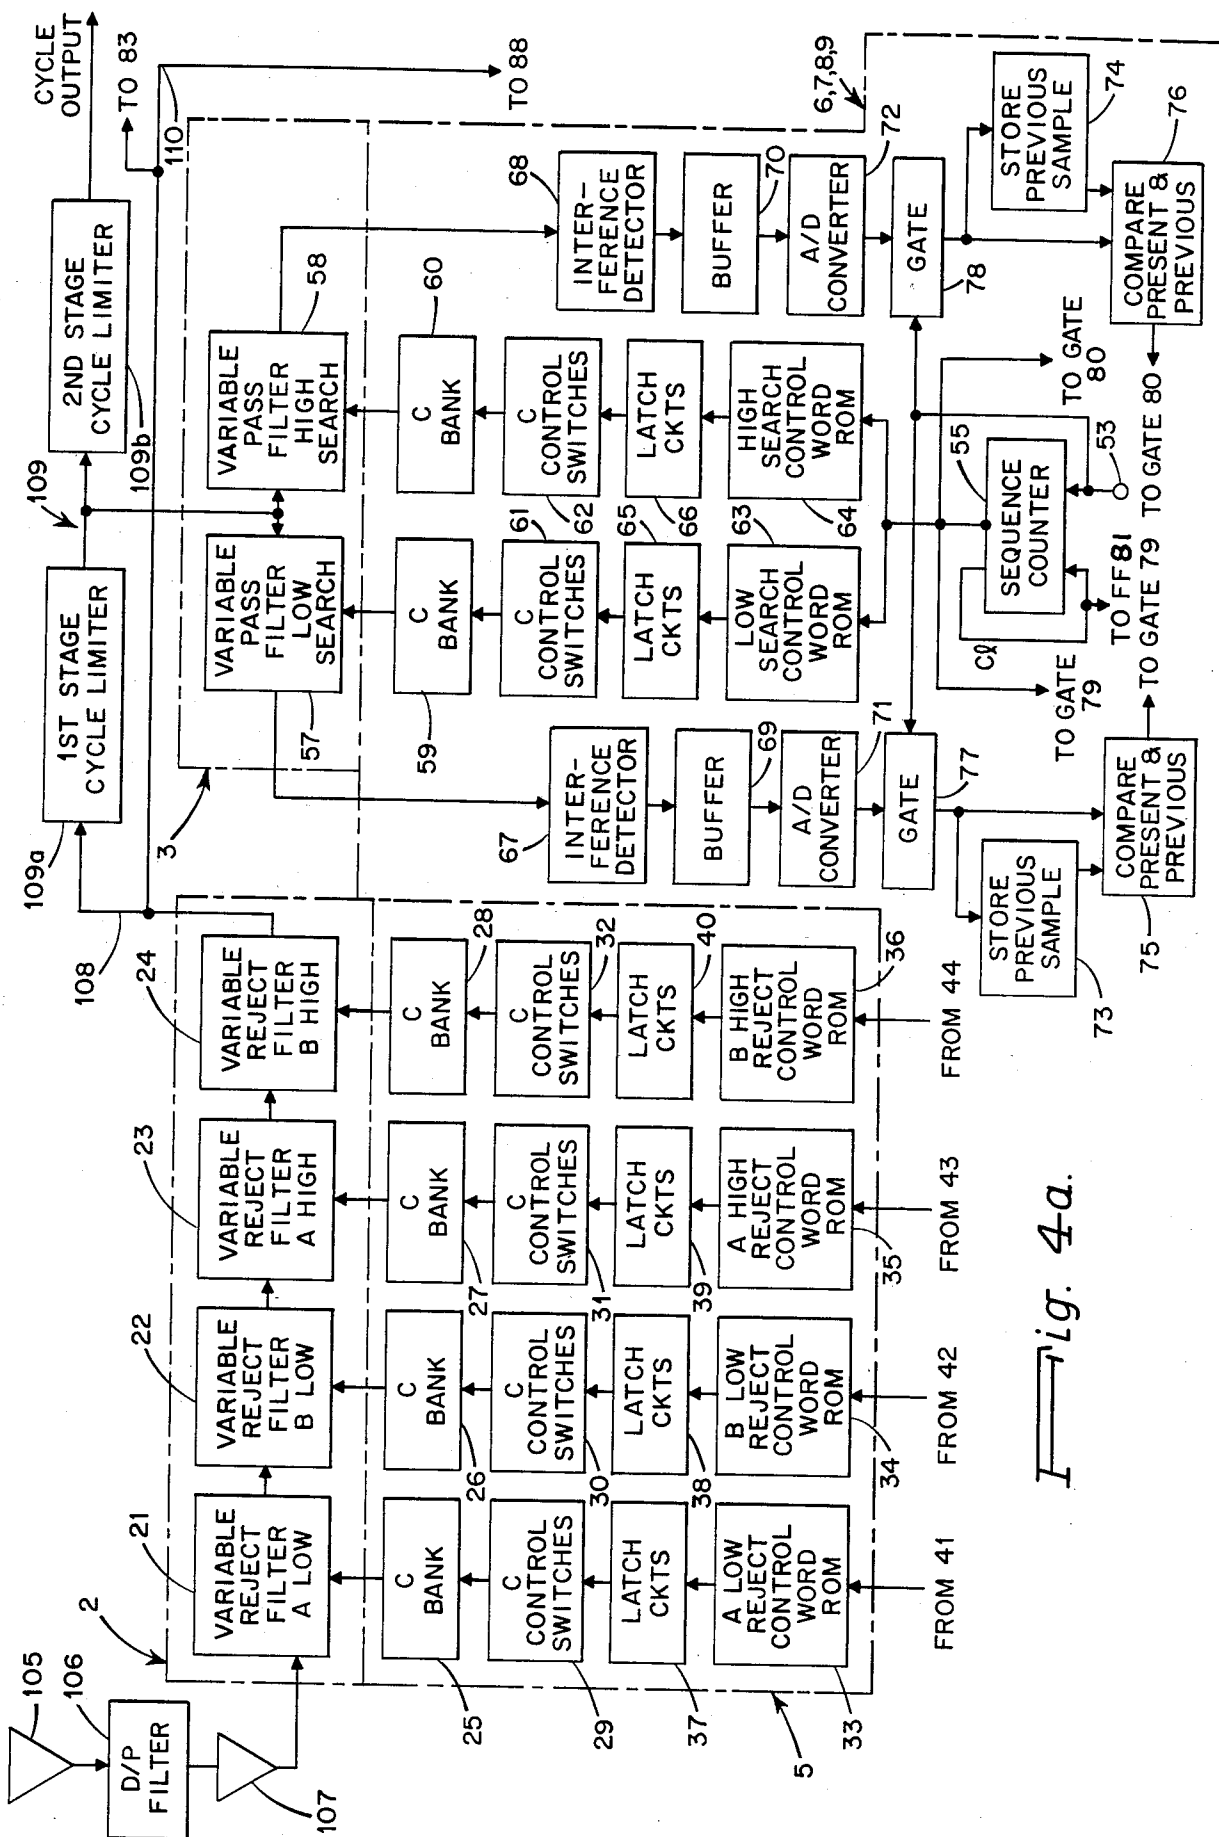 105
106
D/P
FILTER
107
2
21
VARIABLE
REJECT
FILTER
A LOW
22
VARIABLE
REJECT
FILTER
B LOW
23
VARIABLE
REJECT
FILTER
A HIGH
24
VARIABLE
REJECT
FILTER
B HIGH
108
109a
1ST STAGE
CYCLE LIMITER
109
2ND STAGE
CYCLE LIMITER
109b
CYCLE
OUTPUT
TO 83
110
TO 88
3
57
VARIABLE
PASS
FILTER
LOW
SEARCH
VARIABLE
PASS
FILTER
HIGH
SEARCH
58
25
C
BANK
26
C
BANK
27
C
BANK
28
C
BANK
59
C
BANK
60
C
BANK
29
C
CONTROL
SWITCHES
30
C
CONTROL
SWITCHES
31
C
CONTROL
SWITCHES
32
C
CONTROL
SWITCHES
61
C
CONTROL
SWITCHES
62
C
CONTROL
SWITCHES
37
LATCH
CKTS
38
LATCH
CKTS
39
LATCH
CKTS
40
LATCH
CKTS
65
LATCH
CKTS
66
LATCH
CKTS
5
33
A LOW
REJECT
CONTROL
WORD
ROM
34
B LOW
REJECT
CONTROL
WORD
ROM
35
A HIGH
REJECT
CONTROL
WORD
ROM
36
B HIGH
REJECT
CONTROL
WORD
ROM
63
LOW
SEARCH
CONTROL
WORD
ROM
64
HIGH
SEARCH
CONTROL
WORD
ROM
FROM 41
FROM 42
FROM 43
FROM 44
67
INTER-
FERENCE
DETECTOR
BUFFER
69
A/D
CONVERTER
71
GATE
77
STORE
PREVIOUS
SAMPLE
73
COMPARE
PRESENT &
PREVIOUS
75
TO GATE 79
68
INTER-
FERENCE
DETECTOR
BUFFER
70
A/D
CONVERTER
72
GATE
78
6,7,8,9
STORE
PREVIOUS
SAMPLE
74
COMPARE
PRESENT &
PREVIOUS
76
TO GATE 80
SEQUENCE
COUNTER
55
53
Cl
TO FF 81
TO GATE
79
TO GATE
80
Fig. 4a.